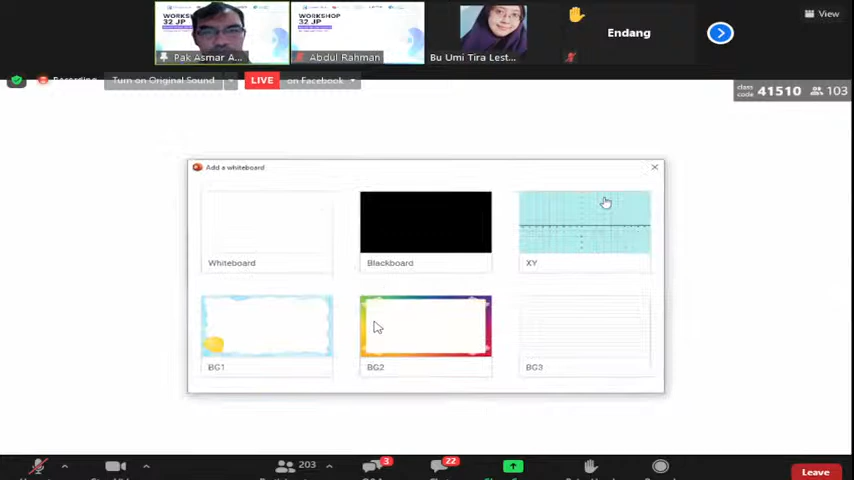 WORKSHOP
32 JP
WORKSHOP
32 JP
Pak Asmar A...
Abdul Rahman
Bu Umi Tira Lest...
Endang
View
Recording
Turn on Original Sound
LIVE
on Facebook
class code
41510
103
Add a whiteboard
Whiteboard
Blackboard
XY
BG1
BG2
BG3
203
3
22
Leave